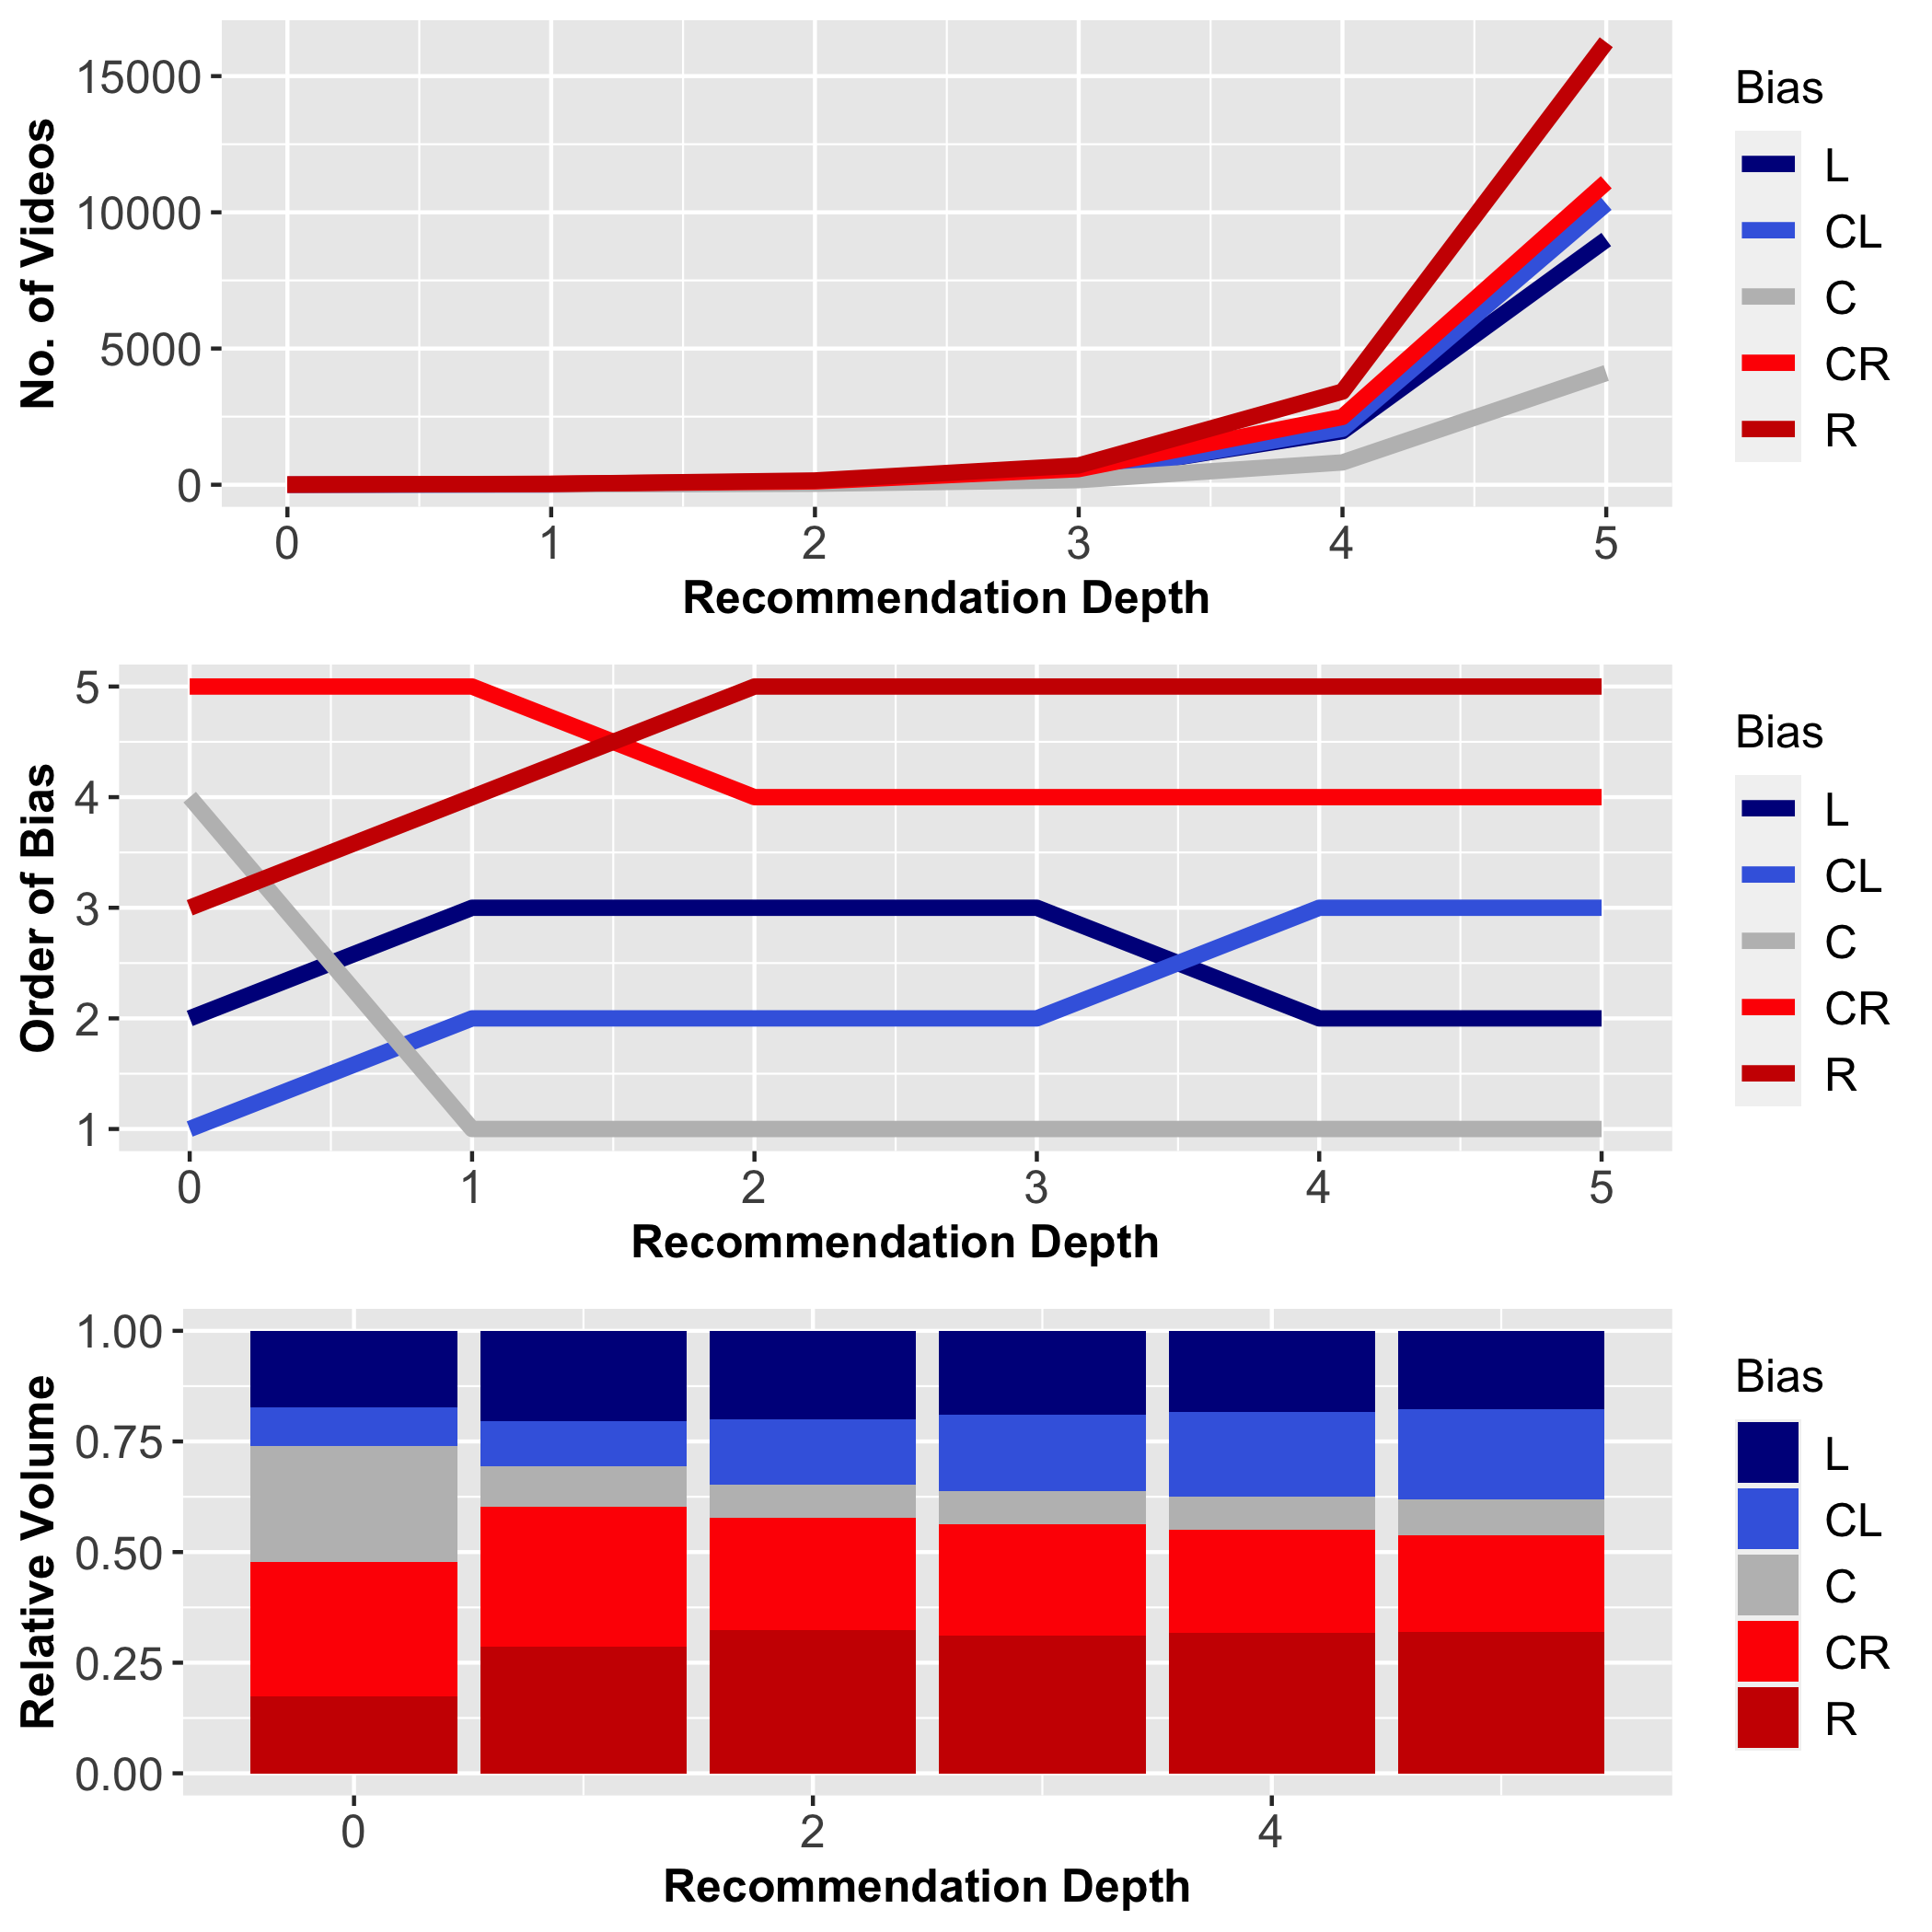 No. of Videos
15000
10000
5000
0
0 1 2 3 4 5
Recommendation Depth
Bias
L
CL
C
CR
R
Order of Bias
5
4
3
2
1
0 1 2 3 4 5
Recommendation Depth
Bias
L
CL
C
CR
R
Relative Volume
1.00
0.75
0.50
0.25
0.00
0 2 4
Recommendation Depth
Bias
L
CL
C
CR
R